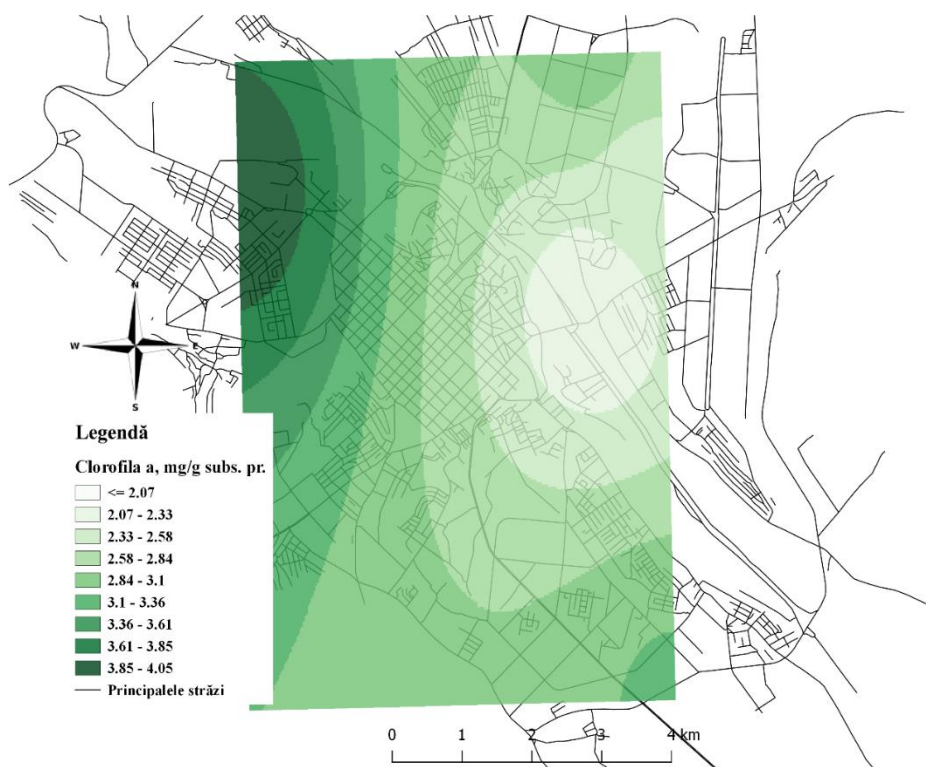 N
W E
S
Legendă
Clorofila a, mg/g subs. pr.
<= 2.07
2.07 - 2.33
2.33 - 2.58
2.58 - 2.84
2.84 - 3.1
3.1 - 3.36
3.36 - 3.61
3.61 - 3.85
3.85 - 4.05
Principalele străzi
0 1 2 3 4 km